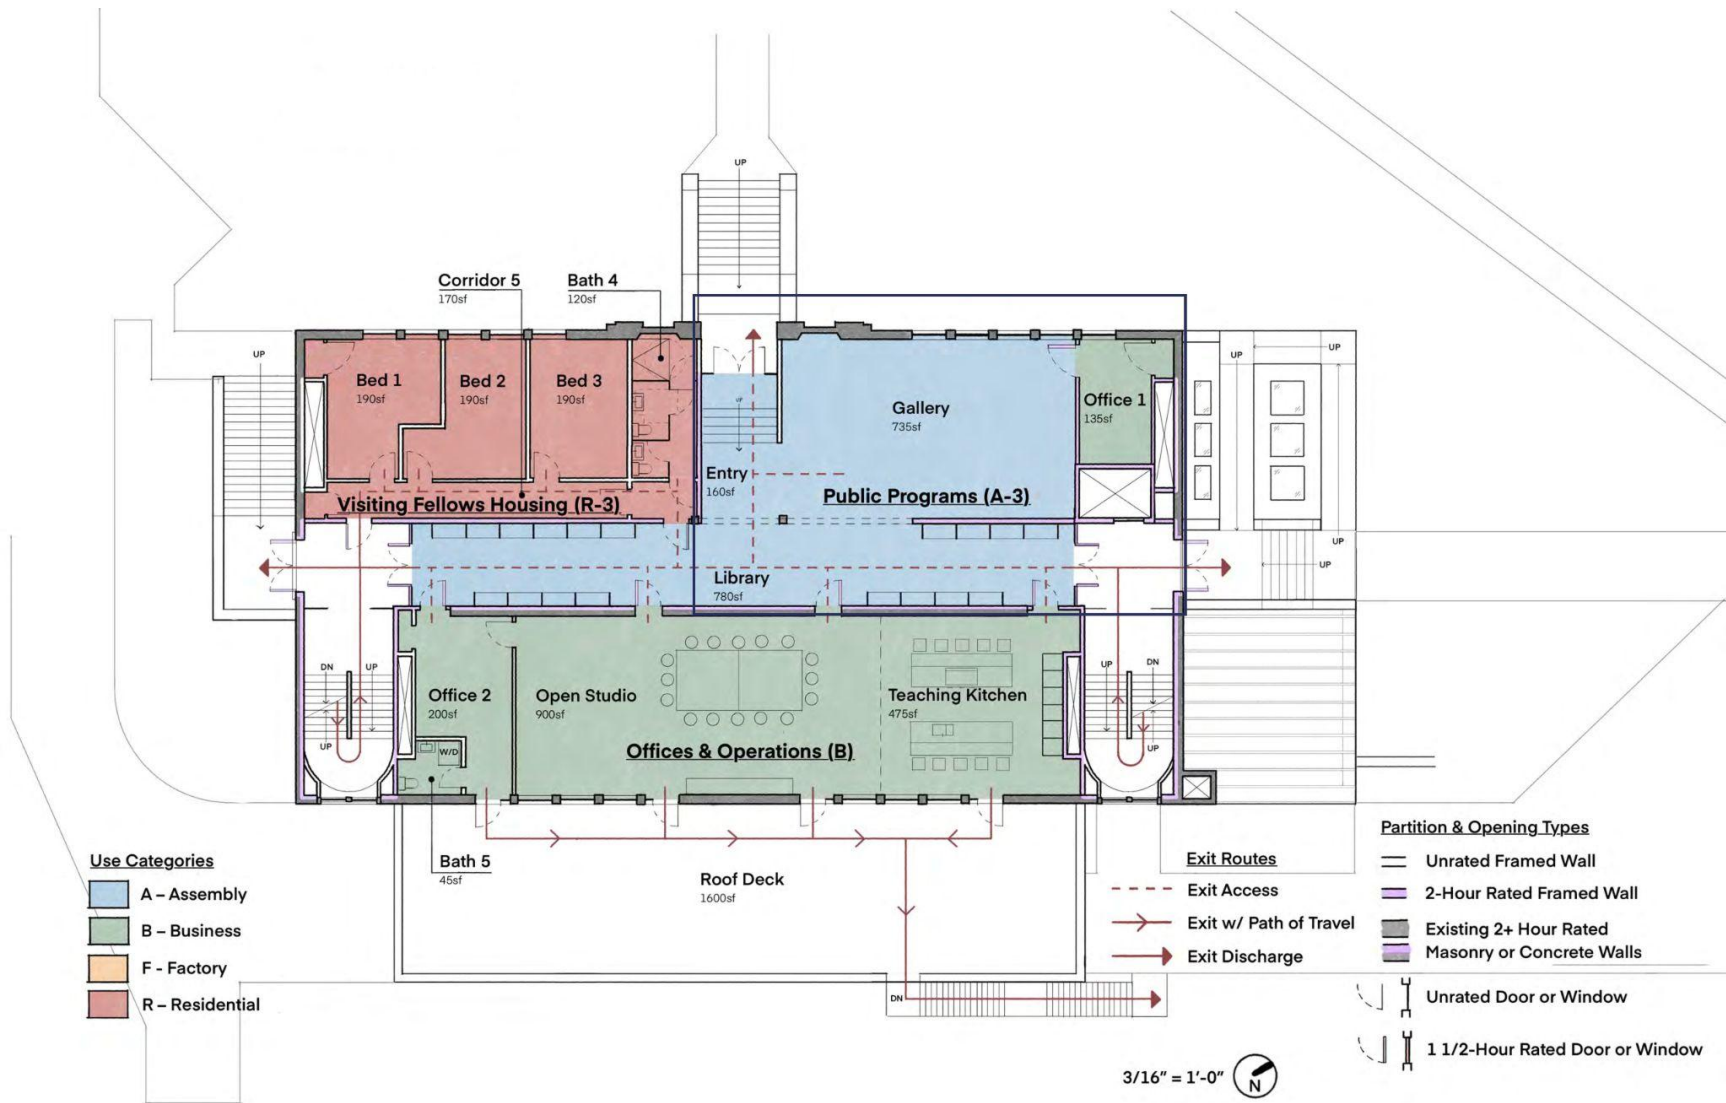 UP
Corridor 5
170sf
Bath 4
120sf
UP
UP
UP
Bed 1
190sf
Bed 2
190sf
Bed 3
190sf
UP
Gallery
735sf
Office 1
135sf
Entry
160sf
Visiting Fellows Housing (R-3)
Public Programs (A-3)
UP
UP
Library
780sf
DN
UP
UP
UP
DN
UP
Office 2
200sf
Open Studio
900sf
Teaching Kitchen
475sf
W/D
Offices & Operations (B)
Bath 5
45sf
Roof Deck
1600sf
DN
Use Categories
A – Assembly
B – Business
F - Factory
R – Residential
Exit Routes
Exit Access
Exit w/ Path of Travel
Exit Discharge
Partition & Opening Types
Unrated Framed Wall
2-Hour Rated Framed Wall
Existing 2+ Hour Rated
Masonry or Concrete Walls
Unrated Door or Window
1 1/2-Hour Rated Door or Window
3/16" = 1'-0"
N